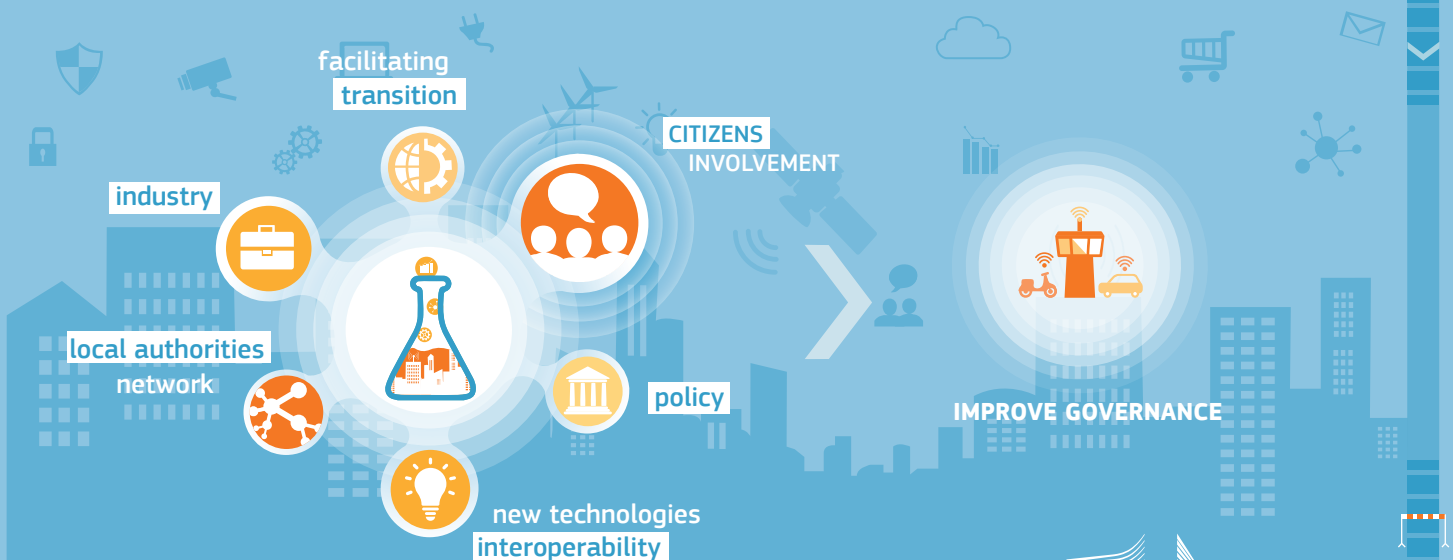 facilitating
transition
CITIZENS
INVOLVEMENT
industry
local authorities
network
policy
IMPROVE GOVERNANCE
new technologies
interoperability